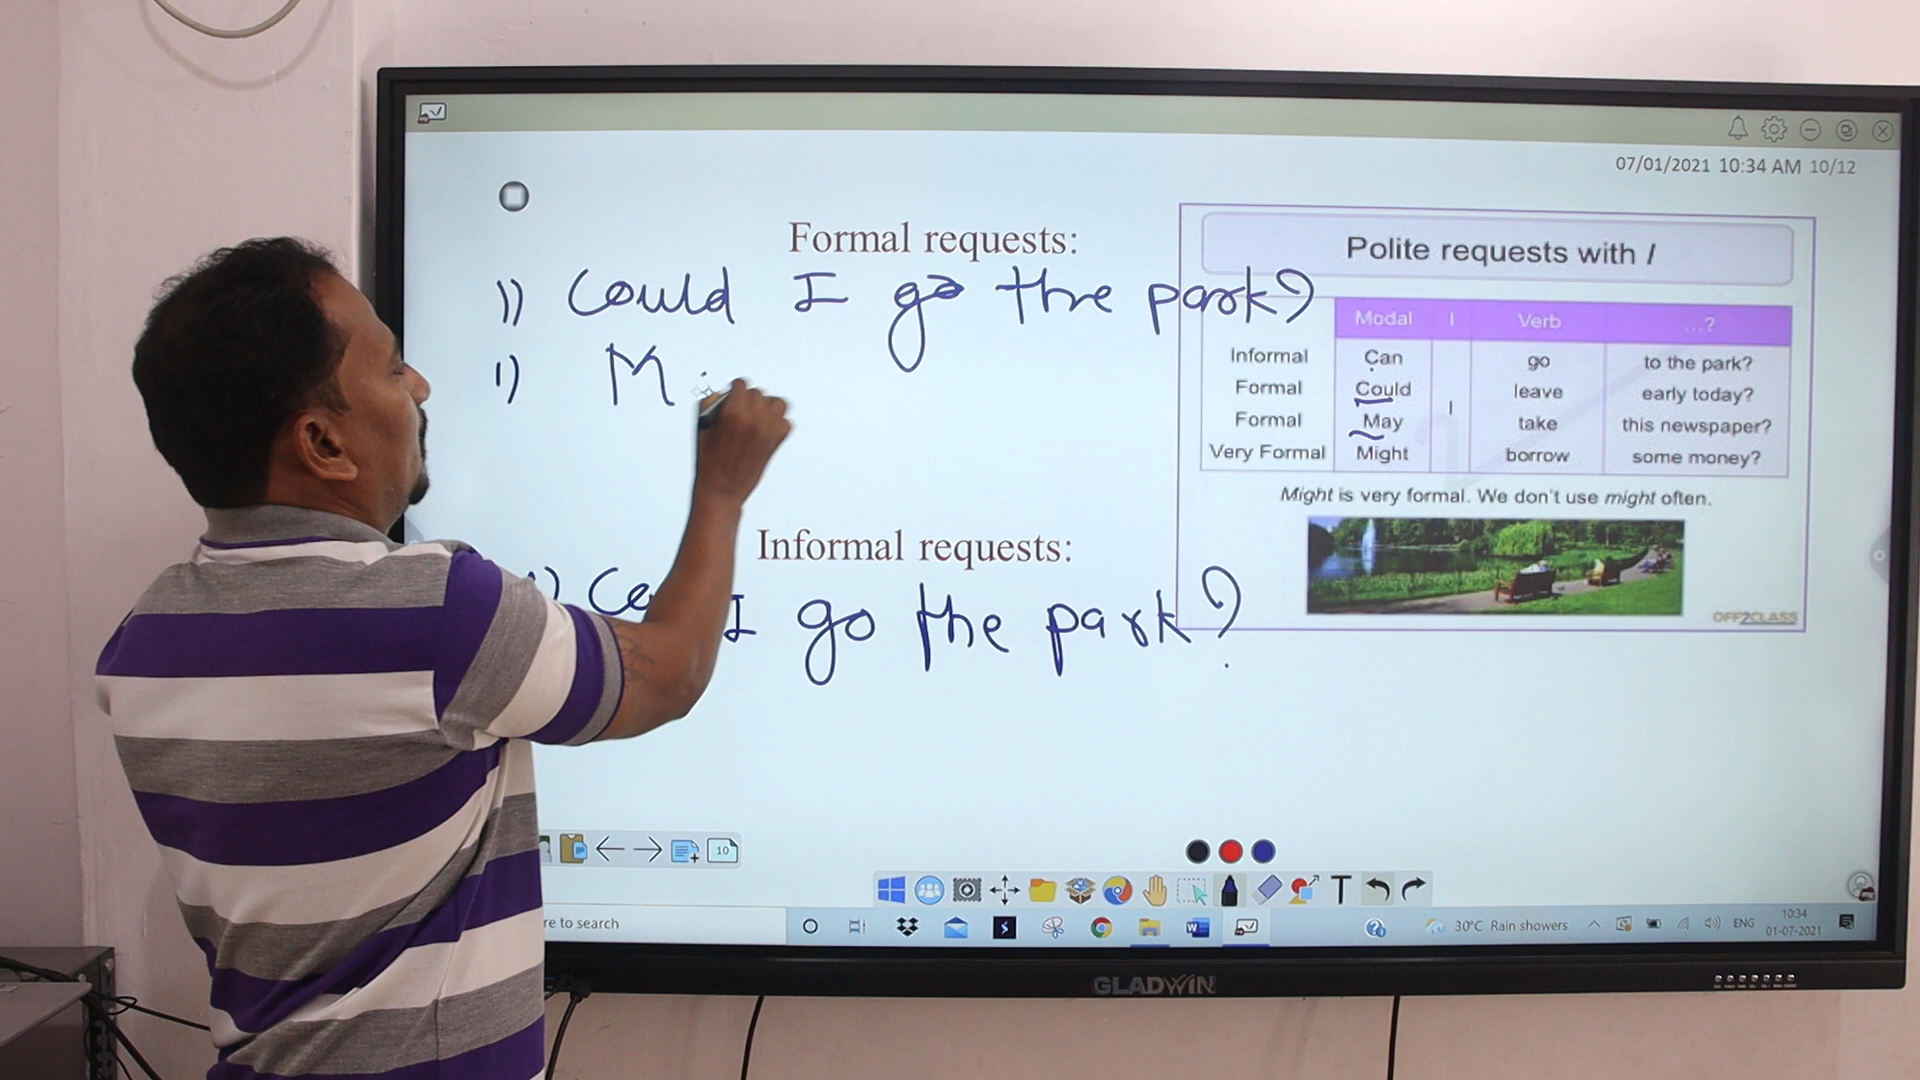 07/01/2021 10:34 AM 10/12
Formal requests:
1) Could I go the park?
1) M
Informal requests:
I go the park?
Polite requests with I
Modal I Verb ...?
Informal Can go to the park?
Formal Could leave early today?
Formal May I take this newspaper?
Very Formal Might borrow some money?
Might is very formal. We don't use might often.
OFF2CLASS
10
T
re to search
30°C Rain showers
ENG
10:34
01-07-2021
GLADWIN